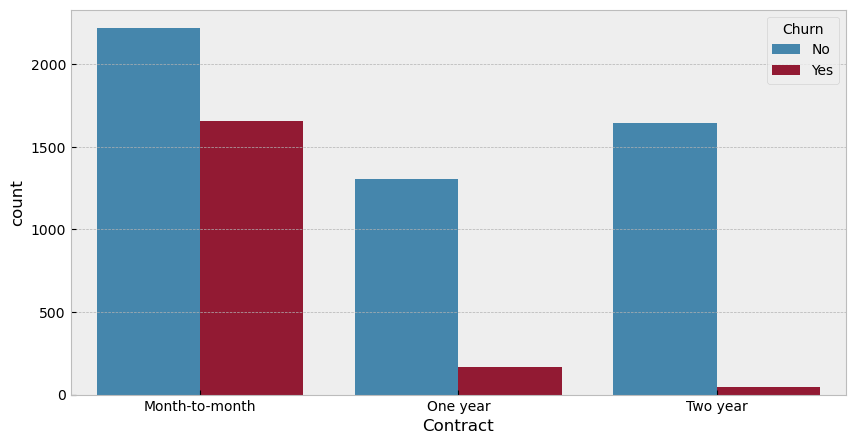 Churn
No
Yes
2000
1500
1000
500
0
count
Month-to-month
One year
Two year
Contract